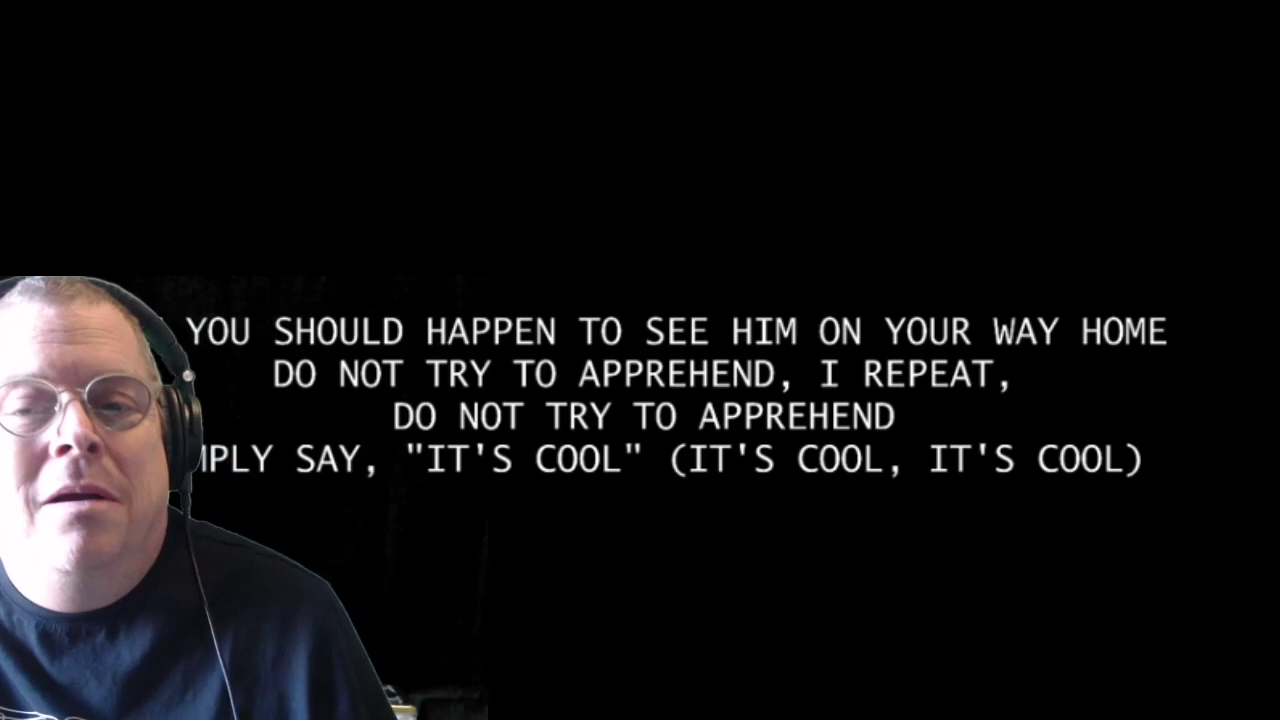 YOU SHOULD HAPPEN TO SEE HIM ON YOUR WAY HOME
DO NOT TRY TO APPREHEND, I REPEAT,
DO NOT TRY TO APPREHEND
MPLY SAY, "IT'S COOL" (IT'S COOL, IT'S COOL)